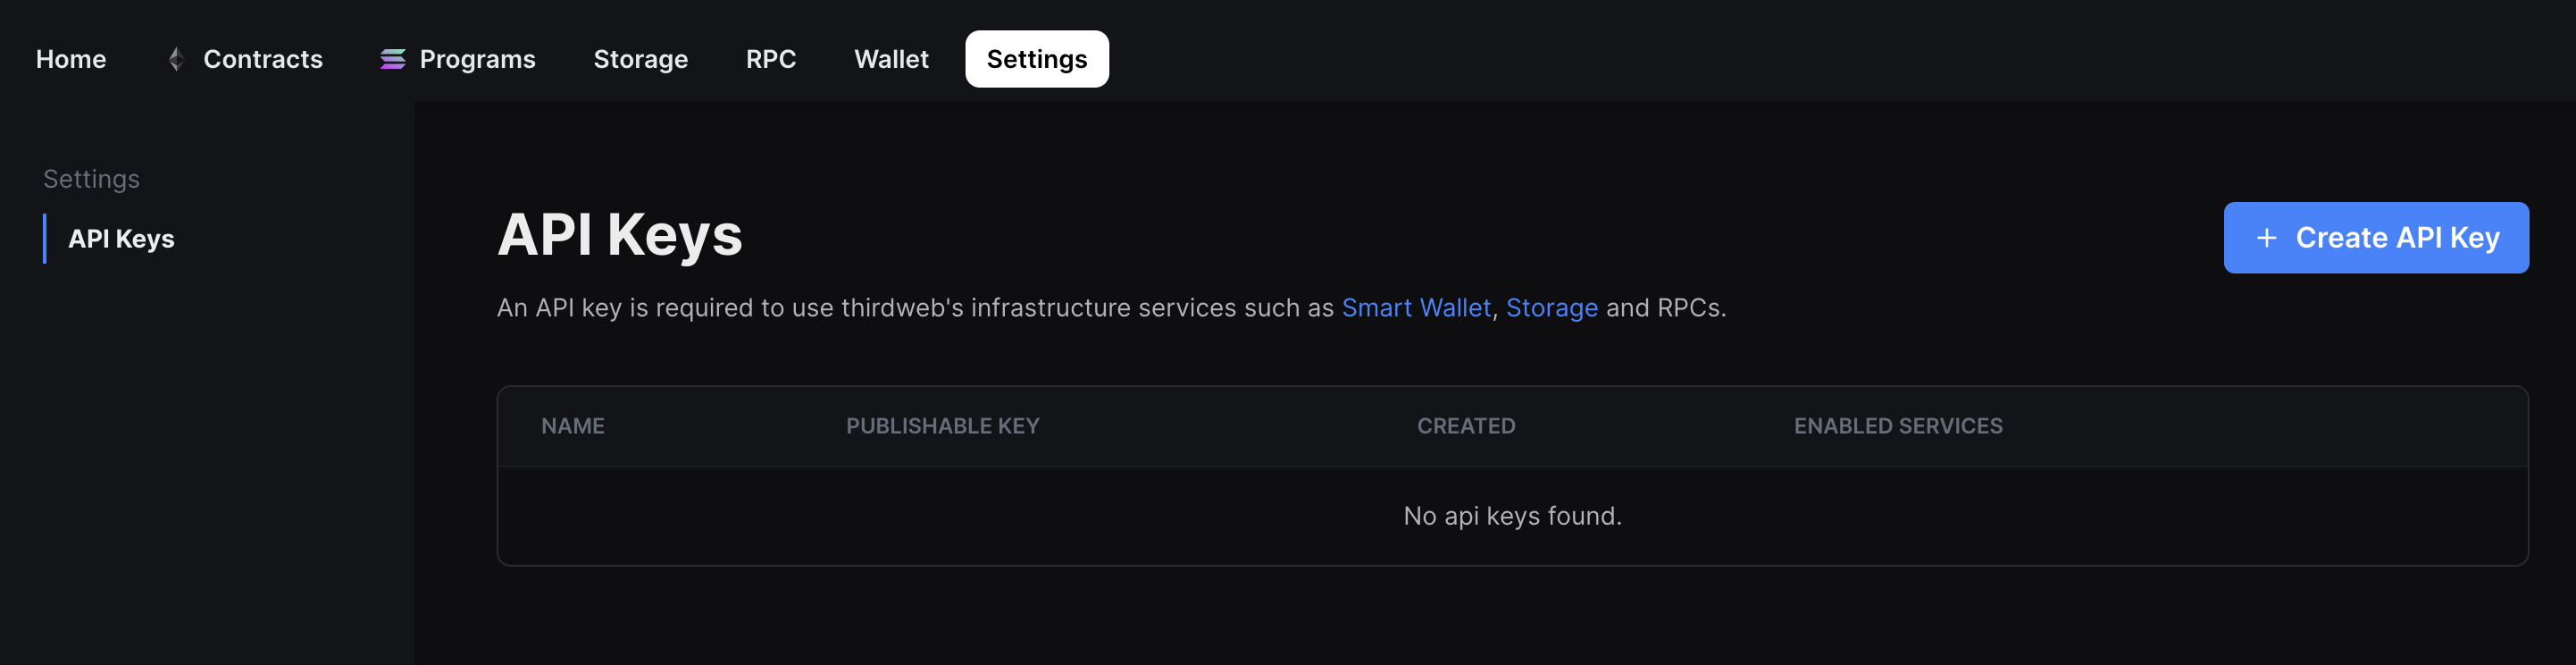 Home Contracts Programs Storage RPC Wallet Settings
Settings
API Keys
API Keys
+ Create API Key
An API key is required to use thirdweb's infrastructure services such as Smart Wallet, Storage and RPCs.
NAME PUBLISHABLE KEY CREATED ENABLED SERVICES
No api keys found.